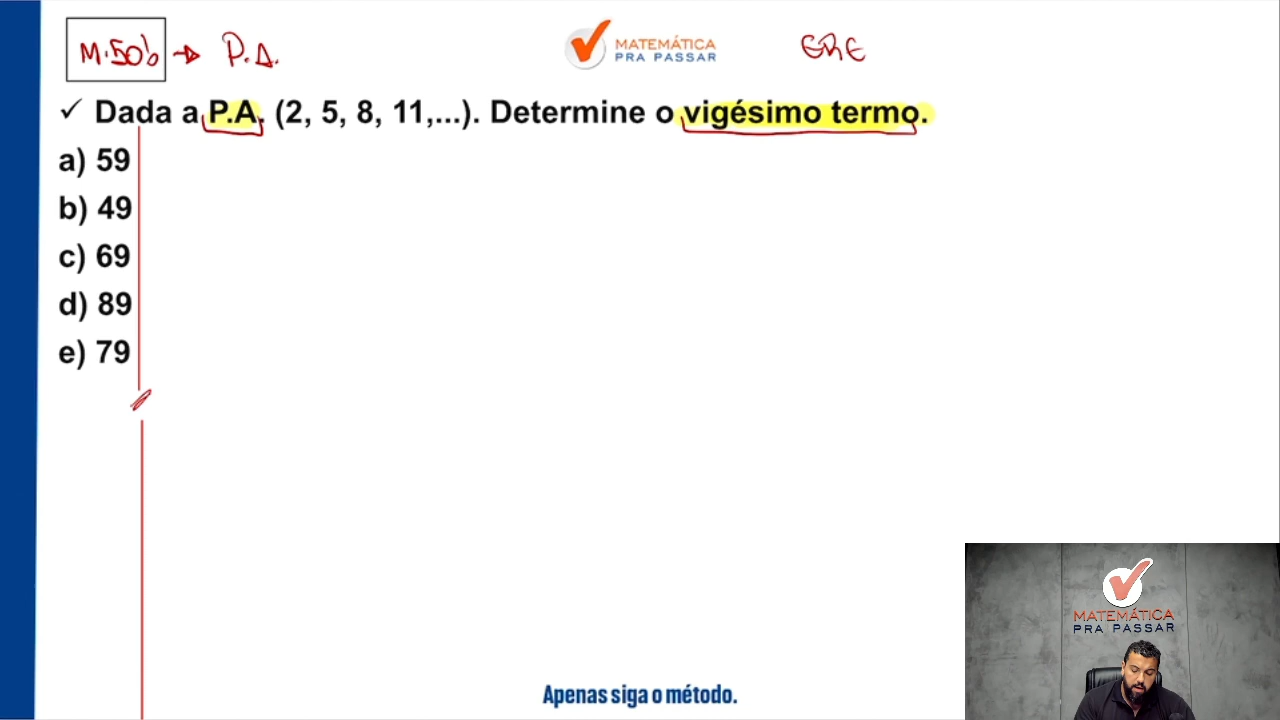 M.50b → P.A.
MATEMÁTICA
PRA PASSAR
✓ Dada a P.A. (2, 5, 8, 11,...). Determine o vigésimo termo.
a) 59
b) 49
c) 69
d) 89
e) 79
MATEMÁTICA
PRA PASSAR
Apenas siga o método.